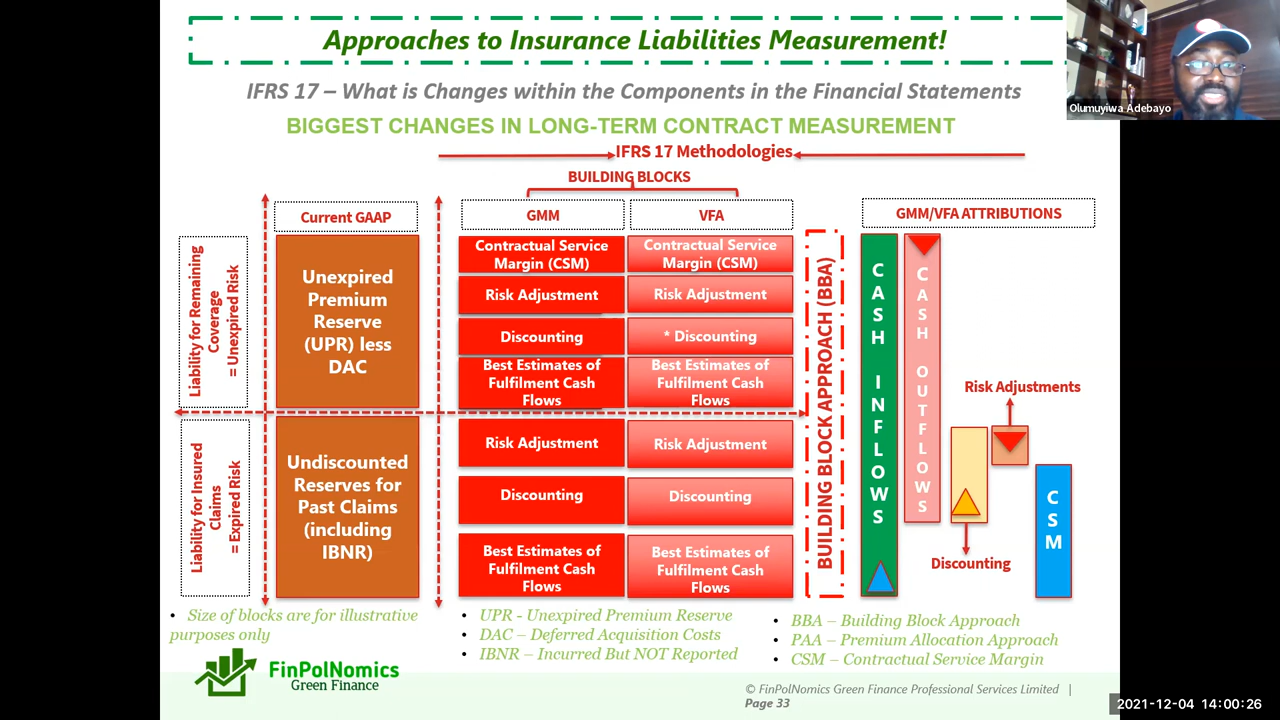 Approaches to Insurance Liabilities Measurement!
Olumuyiwa Adebayo
IFRS 17 – What is Changes within the Components in the Financial Statements
BIGGEST CHANGES IN LONG-TERM CONTRACT MEASUREMENT
IFRS 17 Methodologies
BUILDING BLOCKS
Current GAAP
GMM
VFA
GMM/VFA ATTRIBUTIONS
Liability for Remaining
Coverage
= Unexpired Risk
Unexpired
Premium
Reserve
(UPR) less
DAC
Contractual Service
Margin (CSM)
Contractual Service
Margin (CSM)
Risk Adjustment
Risk Adjustment
Discounting
* Discounting
Best Estimates of
Fulfilment Cash
Flows
Best Estimates of
Fulfilment Cash
Flows
Liability for Insured
Claims
= Expired Risk
Undiscounted
Reserves for
Past Claims
(including
IBNR)
Risk Adjustment
Risk Adjustment
Discounting
Discounting
Best Estimates of
Fulfilment Cash
Flows
Best Estimates of
Fulfilment Cash
Flows
BUILDING BLOCK APPROACH (BBA)
CASH INFLOWS
CASH OUTFLOWS
Risk Adjustments
Discounting
CSM
• Size of blocks are for illustrative
purposes only
• UPR - Unexpired Premium Reserve
• DAC – Deferred Acquisition Costs
• IBNR – Incurred But NOT Reported
• BBA – Building Block Approach
• PAA – Premium Allocation Approach
• CSM – Contractual Service Margin
FinPolNomics
Green Finance
© FinPolNomics Green Finance Professional Services Limited |
Page 33
2021-12-04 14:00:26